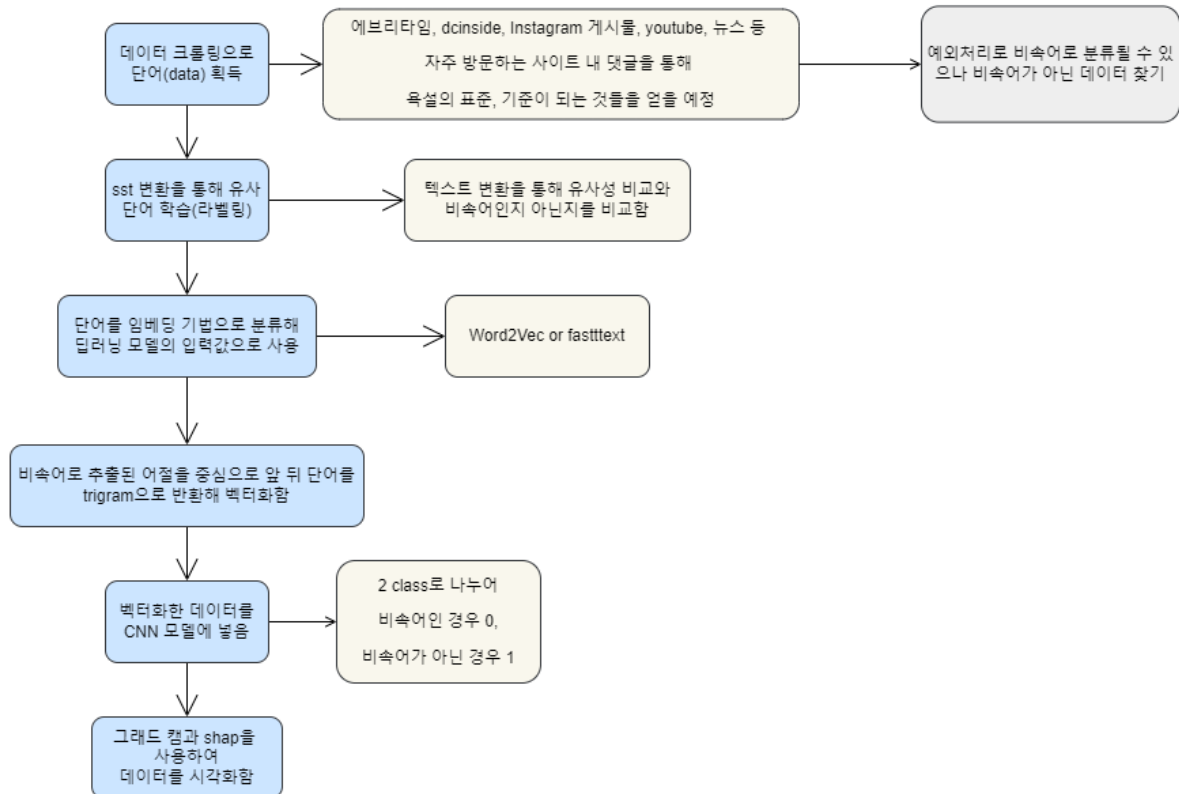 데이터 크롤링으로
단어(data) 획득
에브리타임, dcinside, Instagram 게시물, youtube, 뉴스 등
자주 방문하는 사이트 내 댓글을 통해
욕설의 표준, 기준이 되는 것들을 얻을 예정
예외처리로 비속어로 분류될 수 있
으나 비속어가 아닌 데이터 찾기
sst 변환을 통해 유사
단어 학습(라벨링)
텍스트 변환을 통해 유사성 비교와
비속어인지 아닌지를 비교함
단어를 임베딩 기법으로 분류해
딥러닝 모델의 입력값으로 사용
Word2Vec or fastttext
비속어로 추출된 어절을 중심으로 앞 뒤 단어를
trigram으로 반환해 벡터화함
벡터화한 데이터를
CNN 모델에 넣음
2 class로 나누어
비속어인 경우 0,
비속어가 아닌 경우 1
그래드 캠과 shap을
사용하여
데이터를 시각화함